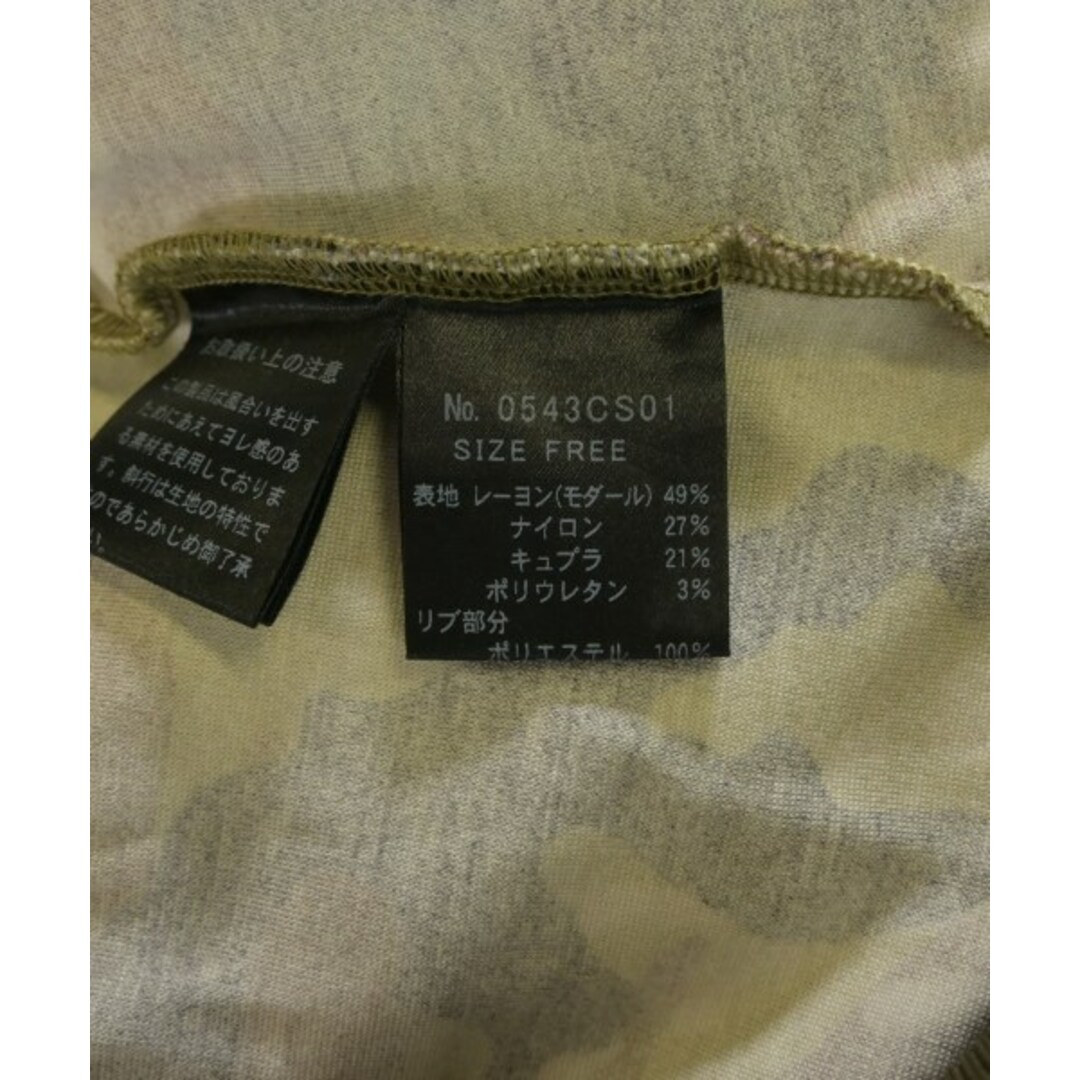 お取扱い上の注意
この商品は風合いを出す
ためにあえてヨレ感のあ
る素材を使用しておりま
す。斜行は生地の特性で
のであらかじめ御了承
No. 0543CS01
SIZE FREE
表地 レーヨン(モダール) 49%
ナイロン 27%
キュプラ 21%
ポリウレタン 3%
リブ部分
ポリエステル 100%